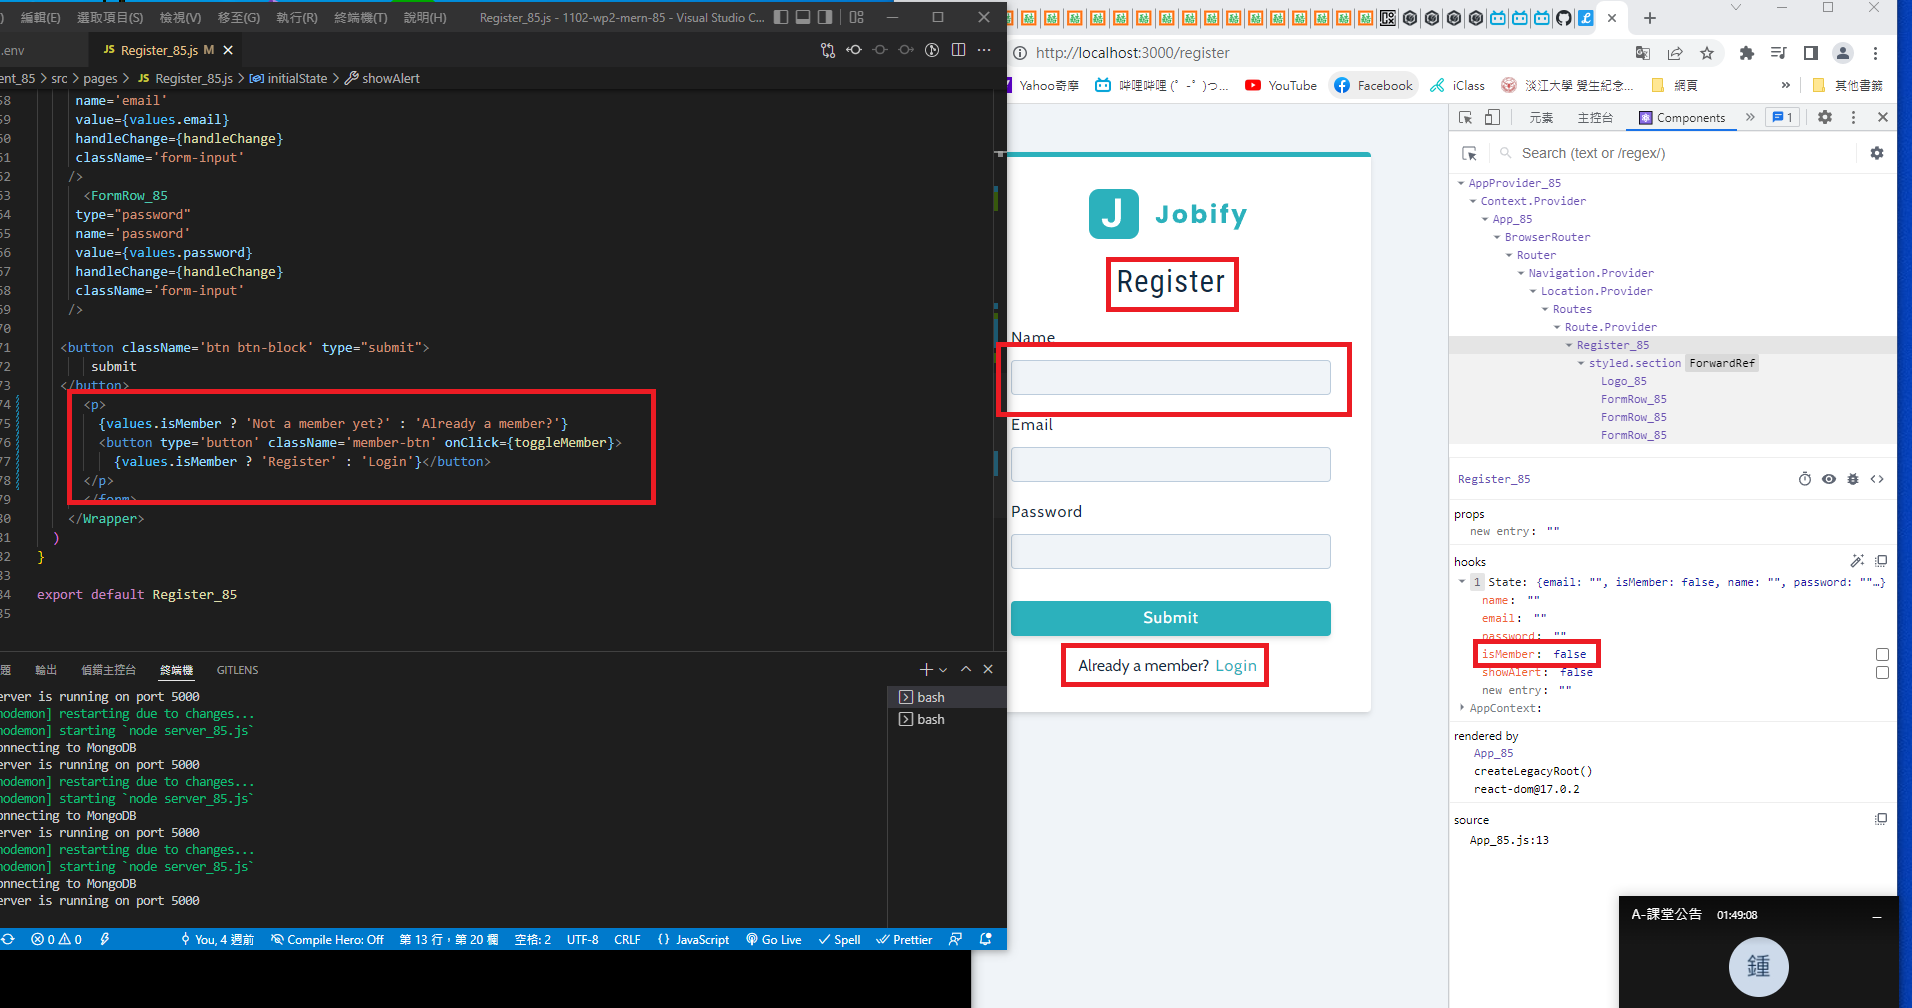 編輯(E) 選取項目(S) 檢視(V) 移至(G) 執行(R) 終端機(T) 說明(H) Register_85.js - 1102-wp2-mern-85 - Visual Studio C...
.env
JS Register_85.js M
ent_85 > src > pages > JS Register_85.js > initialState > showAlert
58 name='email'
59 value={values.email}
60 handleChange={handleChange}
61 className='form-input'
62 />
63 <FormRow_85
64 type="password"
65 name='password'
66 value={values.password}
67 handleChange={handleChange}
68 className='form-input'
69 />
70
71 <button className='btn btn-block' type="submit">
72 submit
73 </button>
74 <p>
75 {values.isMember ? 'Not a member yet?' : 'Already a member?'}
76 <button type='button' className='member-btn' onClick={toggleMember}>
77 {values.isMember ? 'Register' : 'Login'}</button>
78 </p>
79 </form>
80 </Wrapper>
81 )
82 }
83
84 export default Register_85
85
題 輸出 偵錯主控台 終端機 GITLENS
erver is running on port 5000
nodemon] restarting due to changes...
nodemon] starting `node server_85.js`
onnecting to MongoDB
erver is running on port 5000
nodemon] restarting due to changes...
nodemon] starting `node server_85.js`
onnecting to MongoDB
erver is running on port 5000
nodemon] restarting due to changes...
nodemon] starting `node server_85.js`
onnecting to MongoDB
erver is running on port 5000
bash
bash
0 0 You, 4 週前 Compile Hero: Off 第 13 行，第 20 欄 空格: 2 UTF-8 CRLF {} JavaScript Go Live Spell Prettier
http://localhost:3000/register
Yahoo奇摩 嗶哩嗶哩 (゜-゜)つ... YouTube Facebook iClass 淡江大學 覺生紀念... 網頁 » 其他書籤
J Jobify
Register
Name
Email
Password
Submit
Already a member? Login
元素 主控台 Components » 1
Search (text or /regex/)
AppProvider_85
Context.Provider
App_85
BrowserRouter
Router
Navigation.Provider
Location.Provider
Routes
Route.Provider
Register_85
styled.section ForwardRef
Logo_85
FormRow_85
FormRow_85
FormRow_85
Register_85
props
new entry: ""
hooks
1 State: {email: "", isMember: false, name: "", password: ""…}
name: ""
email: ""
password: ""
isMember: false
showAlert: false
new entry: ""
AppContext:
rendered by
App_85
createLegacyRoot()
react-dom@17.0.2
source
App_85.js:13
A-課堂公告 01:49:08
鍾